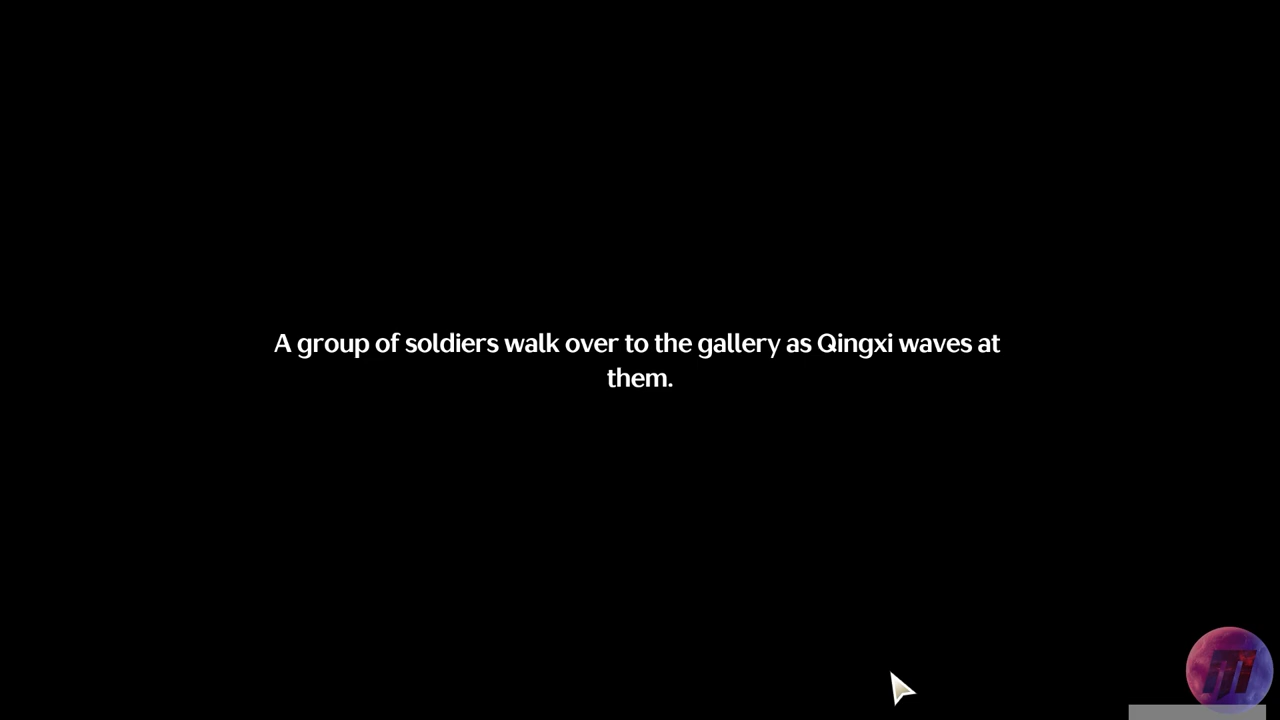 A group of soldiers walk over to the gallery as Qingxi waves at
them.